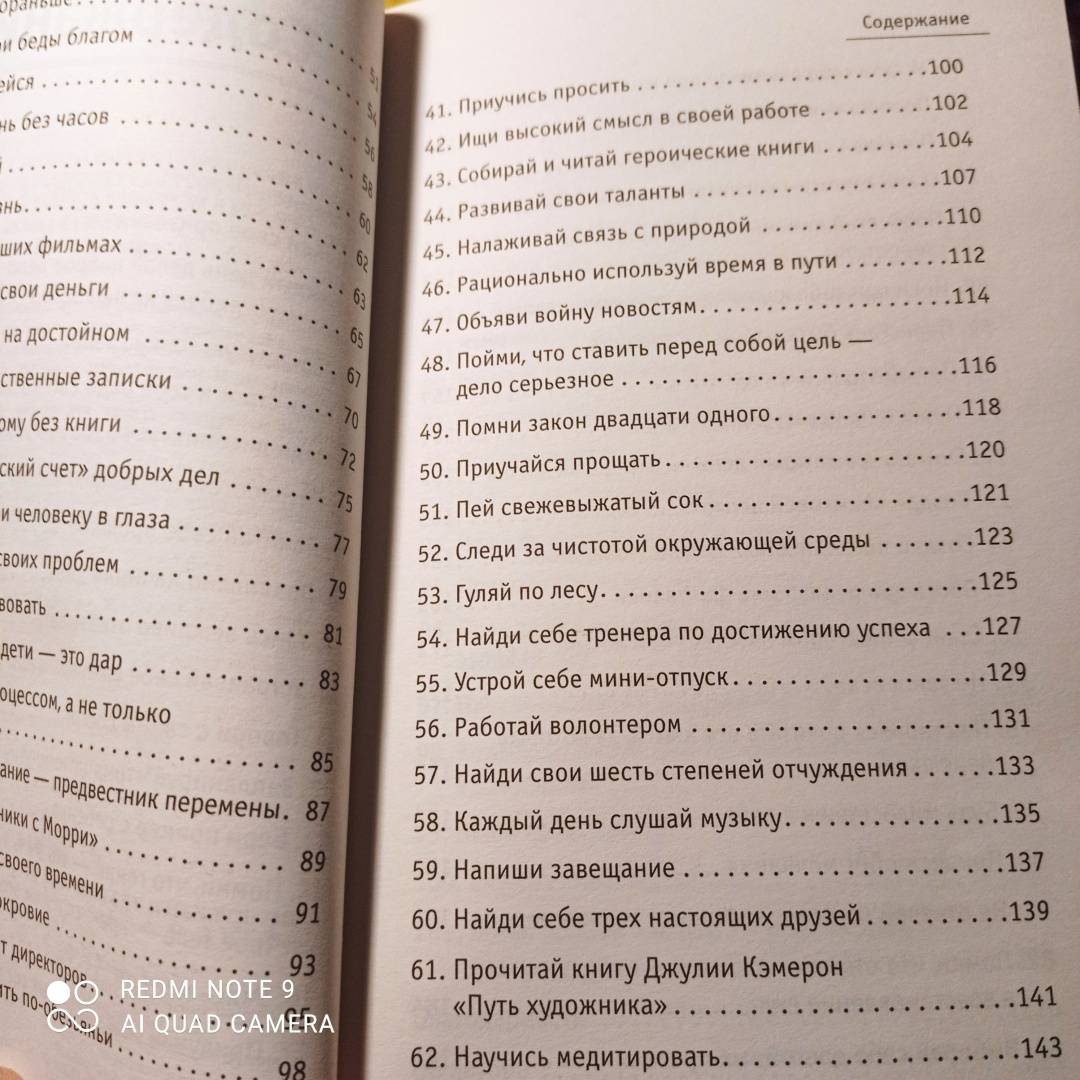 и беды благом . . . . . . . . . . . . . . . 51
ейся . . . . . . . . . . . . . . . . . . . . 54
нь без часов . . . . . . . . . . . . . . . . 56
. . . . . . . . . . . . . . . . . . . . . . 58
нь. . . . . . . . . . . . . . . . . . . . . 60
ших фильмах . . . . . . . . . . . . . . . 62
63
свои деньги . . . . . . . . . . . . . . . . 65
на достойном . . . . . . . . . . . . . . . 67
ственные записки . . . . . . . . . . . . 70
ому без книги . . . . . . . . . . . . . . 72
ский счет» добрых дел . . . . . . . 75
и человеку в глаза . . . . . . . . . . 77
своих проблем . . . . . . . . . . . . . 79
вовать . . . . . . . . . . . . . . . . . . 81
дети — это дар . . . . . . . . . . . . 83
оцессом, а не только
. . . . . . . . . . . . . . . . . . . . . . 85
ание — предвестник перемены. 87
ники с Морри» . . . . . . . . . . . . 89
своего времени . . . . . . . . . . . 91
окровие . . . . . . . . . . . . . . . . 93
т директоров. . . . . . . . . . . . . 95
ить по-обезьяньи . . . . . . . . . 98
Содержание
41. Приучись просить . . . . . . . . . . . . . . . . . . . . .100
42. Ищи высокий смысл в своей работе . . . . . . . .102
43. Собирай и читай героические книги . . . . . . . .104
44. Развивай свои таланты . . . . . . . . . . . . . . . . .107
45. Налаживай связь с природой . . . . . . . . . . . .110
46. Рационально используй время в пути . . . . . . .112
47. Объяви войну новостям. . . . . . . . . . . . . . . . .114
48. Пойми, что ставить перед собой цель —
дело серьезное . . . . . . . . . . . . . . . . . . . . . . .116
49. Помни закон двадцати одного. . . . . . . . . . . .118
50. Приучайся прощать. . . . . . . . . . . . . . . . . . .120
51. Пей свежевыжатый сок. . . . . . . . . . . . . . . . .121
52. Следи за чистотой окружающей среды . . . . . .123
53. Гуляй по лесу. . . . . . . . . . . . . . . . . . . . . . .125
54. Найди себе тренера по достижению успеха . . .127
55. Устрой себе мини-отпуск. . . . . . . . . . . . . . . .129
56. Работай волонтером . . . . . . . . . . . . . . . . . .131
57. Найди свои шесть степеней отчуждения . . . . . .133
58. Каждый день слушай музыку. . . . . . . . . . . . .135
59. Напиши завещание . . . . . . . . . . . . . . . . . . .137
60. Найди себе трех настоящих друзей . . . . . . . . .139
61. Прочитай книгу Джулии Кэмерон
«Путь художника» . . . . . . . . . . . . . . . . . . . . .141
62. Научись медитировать. . . . . . . . . . . . . . . . . .143
REDMI NOTE 9
AI QUAD CAMERA